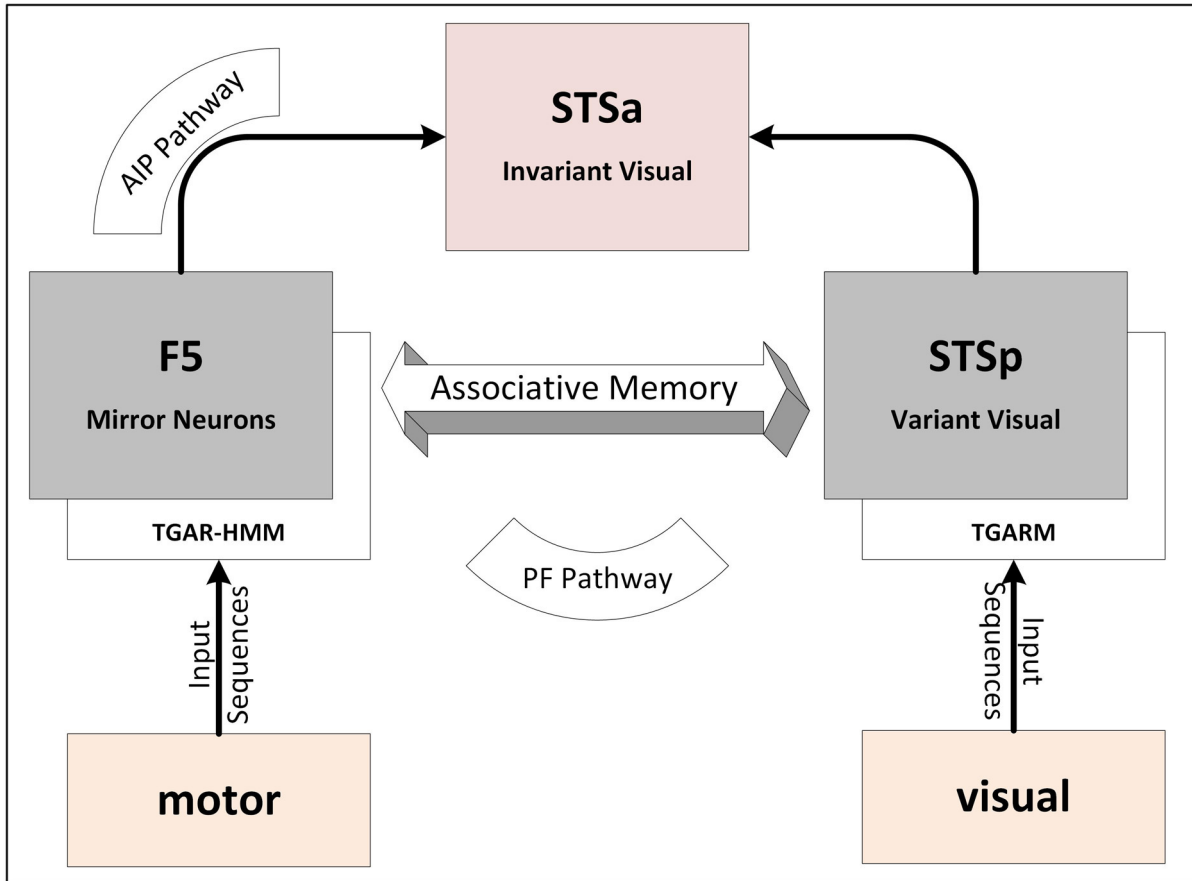 AIP Pathway
STSa
Invariant Visual
F5
Mirror Neurons
TGAR-HMM
Associative Memory
STSp
Variant Visual
TGARM
PF Pathway
Input
Sequences
Input
Sequences
motor
visual